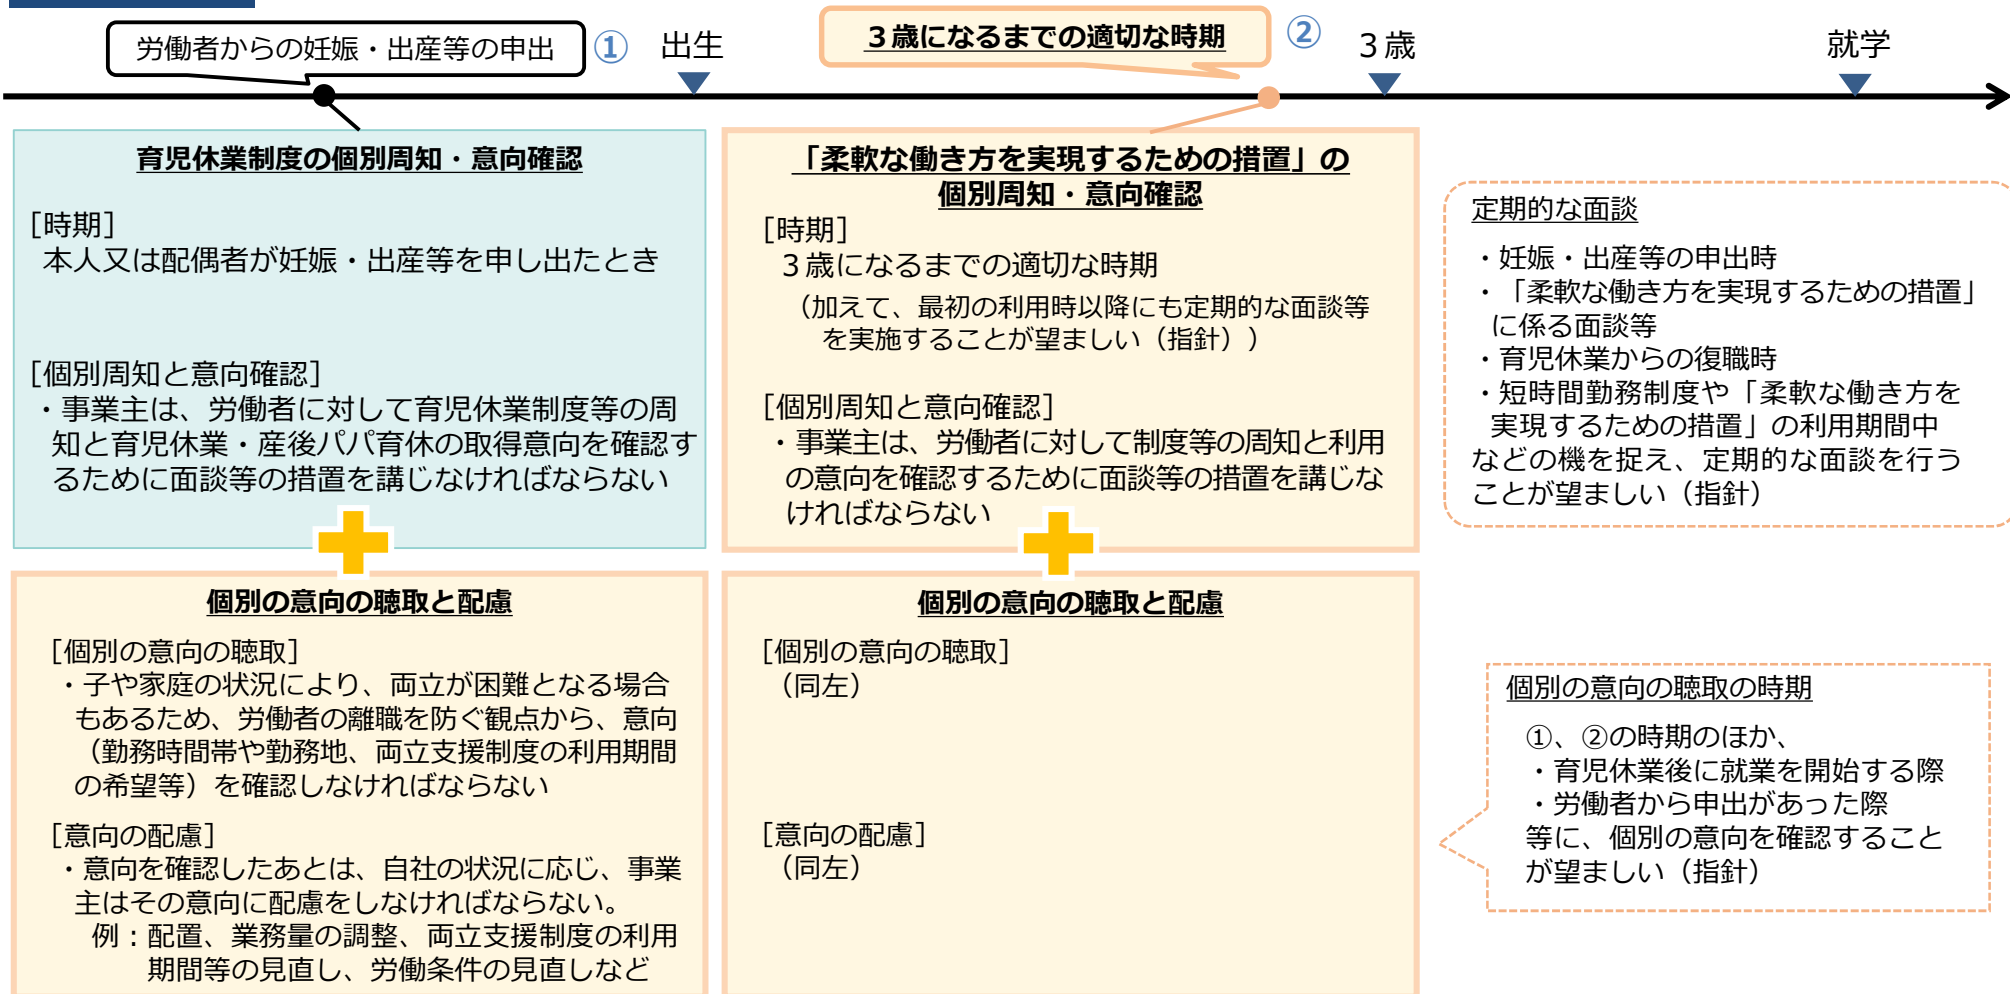 労働者からの妊娠・出産等の申出
①
出生
３歳になるまでの適切な時期
②
３歳
就学
育児休業制度の個別周知・意向確認
［時期］
本人又は配偶者が妊娠・出産等を申し出たとき
［個別周知と意向確認］
・事業主は、労働者に対して育児休業制度等の周
知と育児休業・産後パパ育休の取得意向を確認す
るために面談等の措置を講じなければならない
「柔軟な働き方を実現するための措置」の
個別周知・意向確認
［時期］
３歳になるまでの適切な時期
（加えて、最初の利用時以降にも定期的な面談等
を実施することが望ましい（指針））
［個別周知と意向確認］
・事業主は、労働者に対して制度等の周知と利用
の意向を確認するために面談等の措置を講じな
ければならない
定期的な面談
・妊娠・出産等の申出時
・「柔軟な働き方を実現するための措置」
に係る面談等
・育児休業からの復職時
・短時間勤務制度や「柔軟な働き方を
実現するための措置」の利用期間中
などの機を捉え、定期的な面談を行う
ことが望ましい（指針）
個別の意向の聴取と配慮
［個別の意向の聴取］
・子や家庭の状況により、両立が困難となる場合
もあるため、労働者の離職を防ぐ観点から、意向
（勤務時間帯や勤務地、両立支援制度の利用期間
の希望等）を確認しなければならない
［意向の配慮］
・意向を確認したあとは、自社の状況に応じ、事業
主はその意向に配慮をしなければならない。
例：配置、業務量の調整、両立支援制度の利用
期間等の見直し、労働条件の見直しなど
個別の意向の聴取と配慮
［個別の意向の聴取］
（同左）
［意向の配慮］
（同左）
個別の意向の聴取の時期
①、②の時期のほか、
・育児休業後に就業を開始する際
・労働者から申出があった際
等に、個別の意向を確認すること
が望ましい（指針）